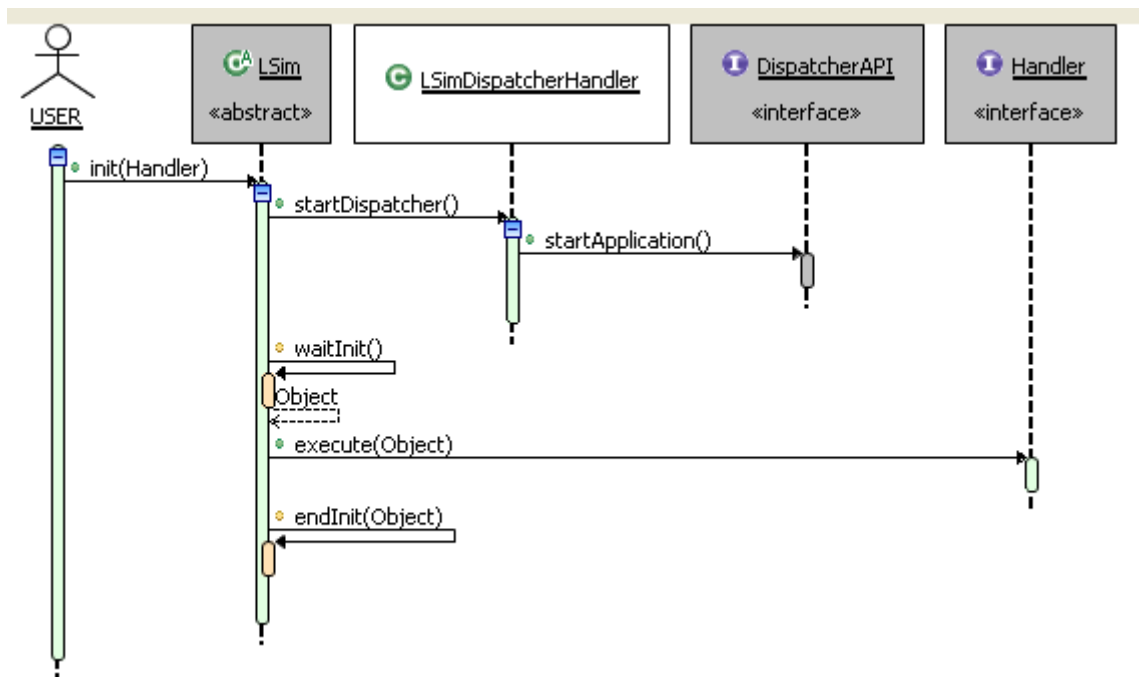 USER
LSim
«abstract»
LSimDispatcherHandler
DispatcherAPI
«interface»
Handler
«interface»
init(Handler)
startDispatcher()
startApplication()
waitInit()
Object
execute(Object)
endInit(Object)